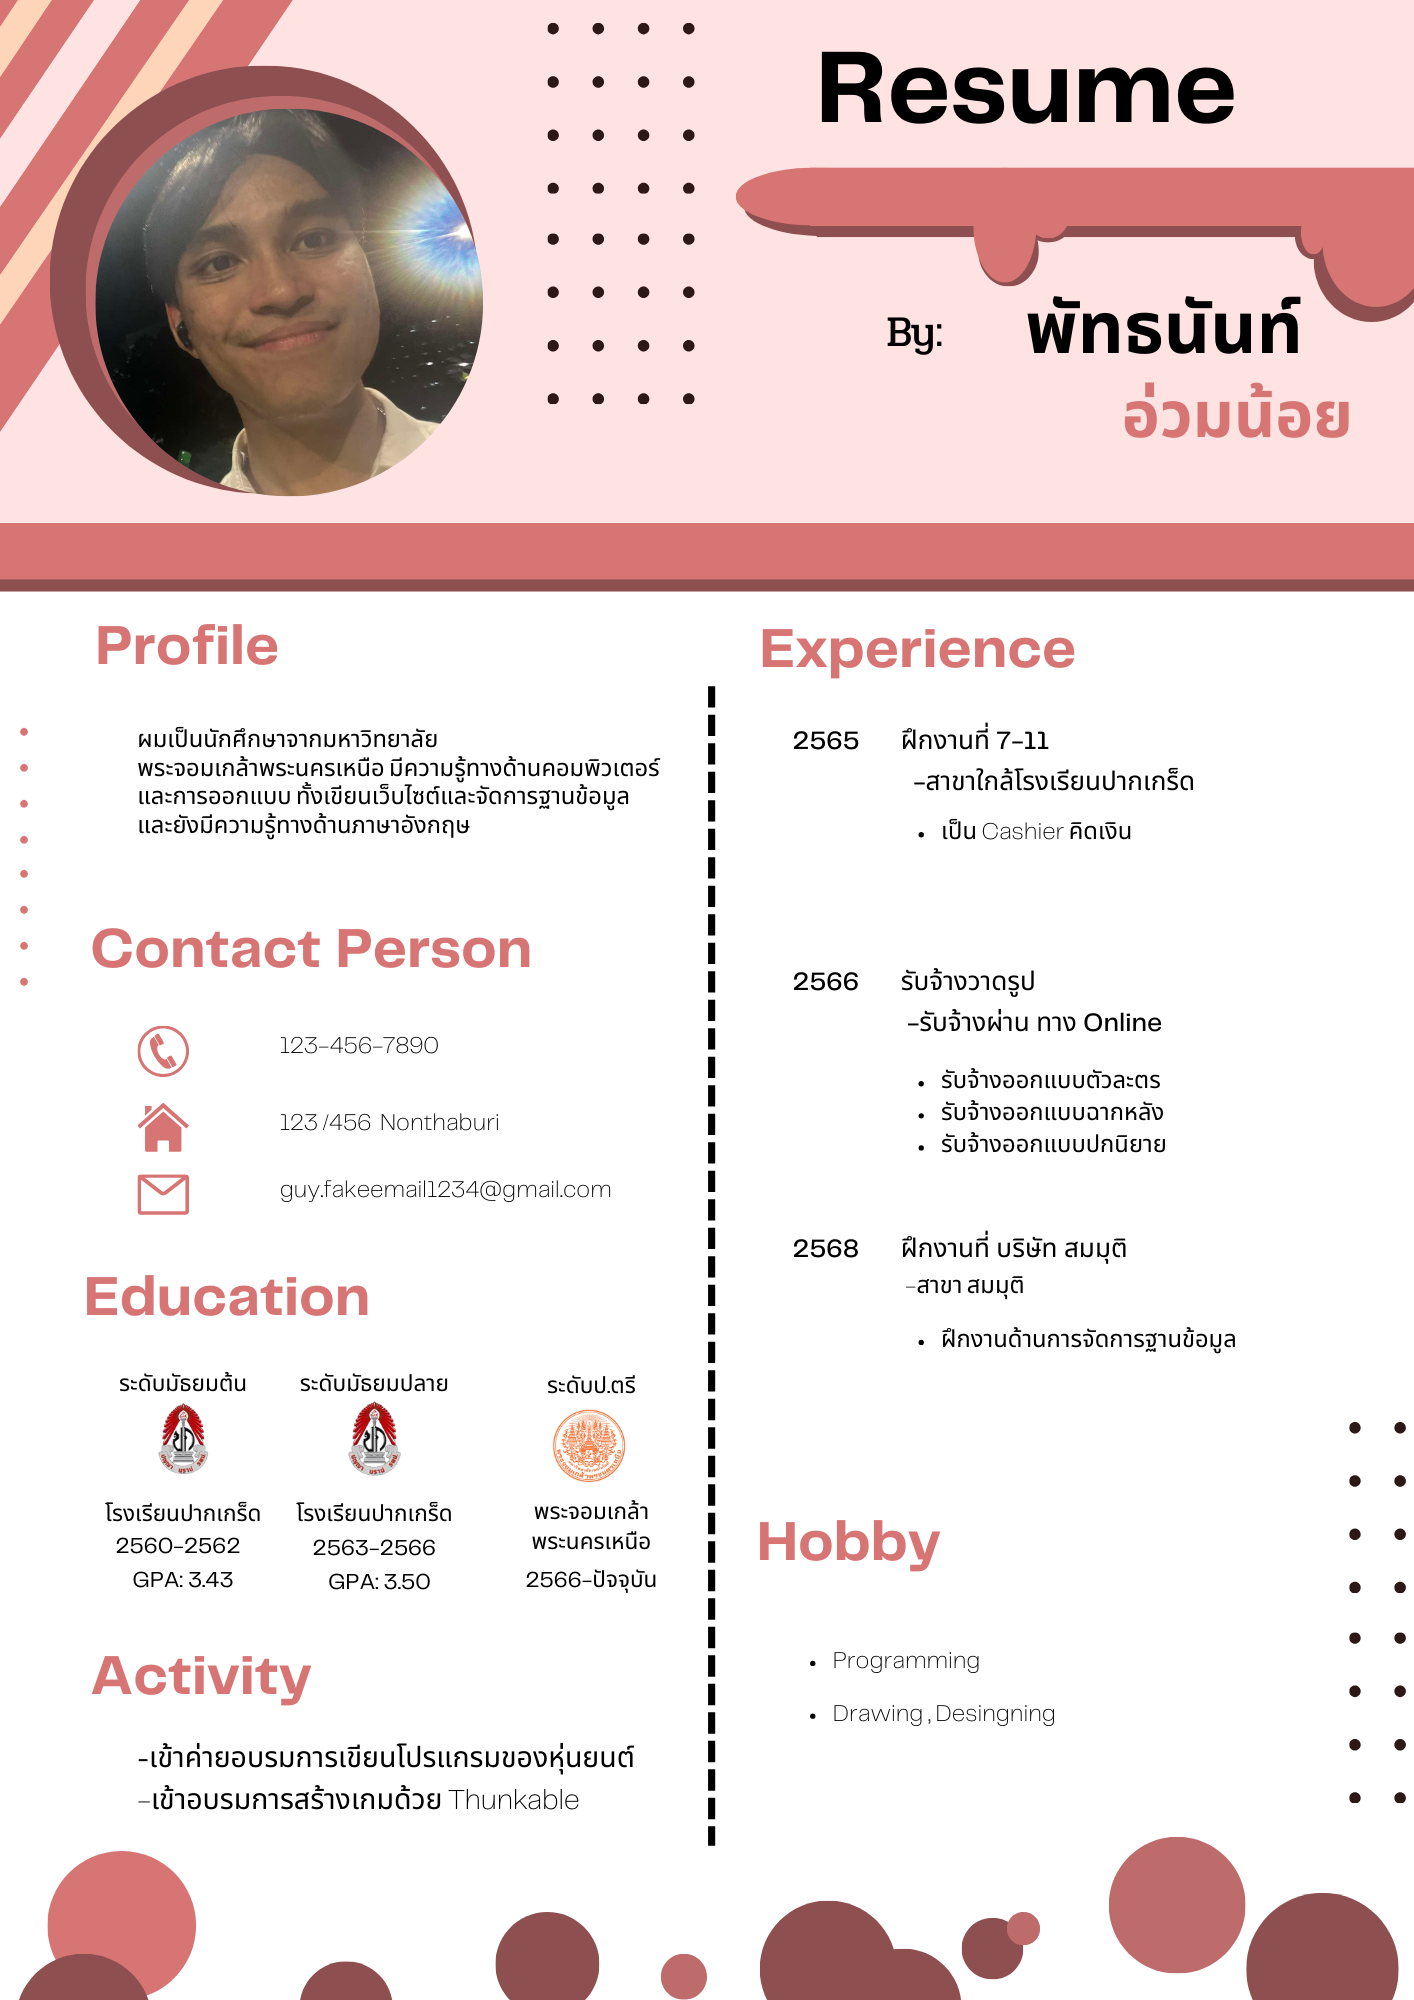 Resume
By: พัทธนันท์
อ่วมน้อย
Profile
ผมเป็นนักศึกษาจากมหาวิทยาลัย
พระจอมเกล้าพระนครเหนือ มีความรู้ทางด้านคอมพิวเตอร์
และการออกแบบ ทั้งเขียนเว็บไซต์และจัดการฐานข้อมูล
และยังมีความรู้ทางด้านภาษาอังกฤษ
Contact Person
123-456-7890
123 /456 Nonthaburi
guy.fakeemail1234@gmail.com
Education
ระดับมัธยมต้น
โรงเรียนปากเกร็ด
2560-2562
GPA: 3.43
ระดับมัธยมปลาย
โรงเรียนปากเกร็ด
2563-2566
GPA: 3.50
ระดับป.ตรี
พระจอมเกล้า
พระนครเหนือ
2566-ปัจจุบัน
Activity
-เข้าค่ายอบรมการเขียนโปรแกรมของหุ่นยนต์
-เข้าอบรมการสร้างเกมด้วย Thunkable
Experience
2565 ฝึกงานที่ 7-11
-สาขาใกล้โรงเรียนปากเกร็ด
• เป็น Cashier คิดเงิน
2566 รับจ้างวาดรูป
-รับจ้างผ่าน ทาง Online
• รับจ้างออกแบบตัวละตร
• รับจ้างออกแบบฉากหลัง
• รับจ้างออกแบบปกนิยาย
2568 ฝึกงานที่ บริษัท สมมุติ
-สาขา สมมุติ
• ฝึกงานด้านการจัดการฐานข้อมูล
Hobby
• Programming
• Drawing , Desingning